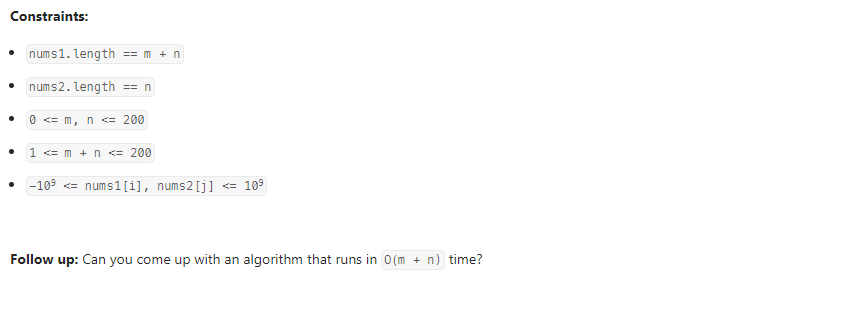 Constraints:
• nums1.length == m + n
• nums2.length == n
• 0 <= m, n <= 200
• 1 <= m + n <= 200
• -10⁹ <= nums1[i], nums2[j] <= 10⁹
Follow up: Can you come up with an algorithm that runs in O(m + n) time?